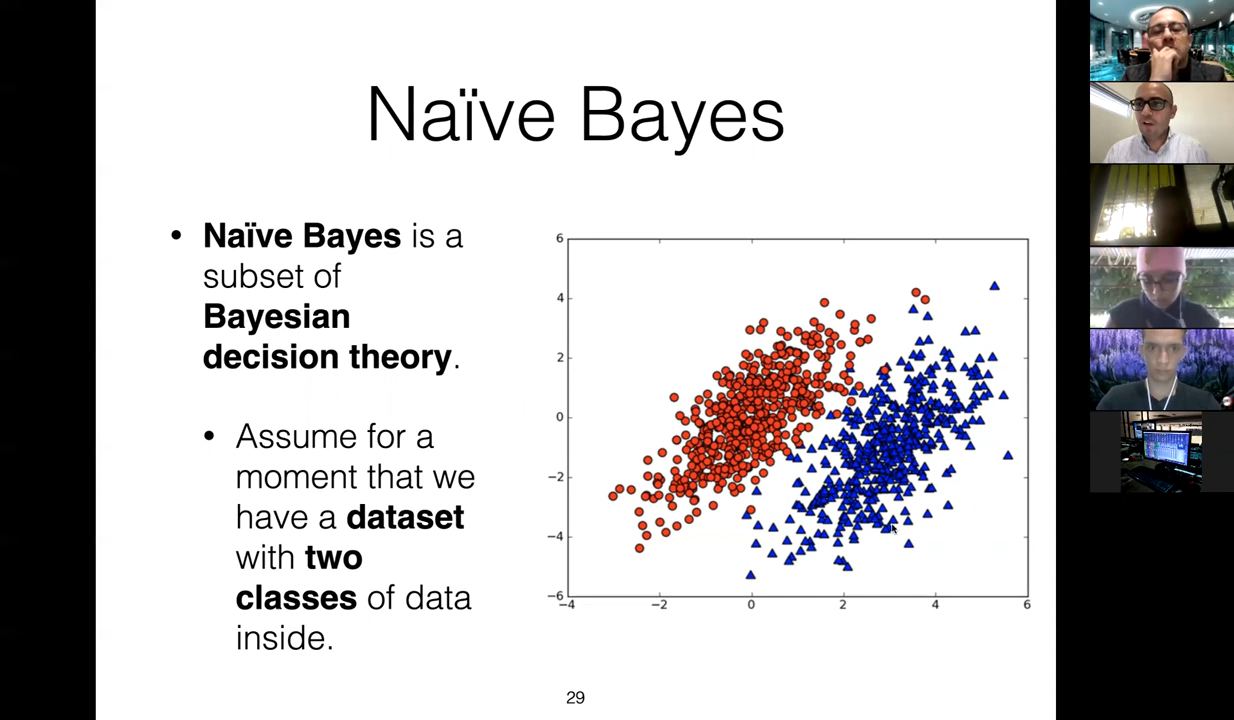 Naïve Bayes
• Naïve Bayes is a
subset of
Bayesian
decision theory.
• Assume for a
moment that we
have a dataset
with two
classes of data
inside.
6
4
2
0
−2
−4
−6
−4
−2
0
2
4
6
29